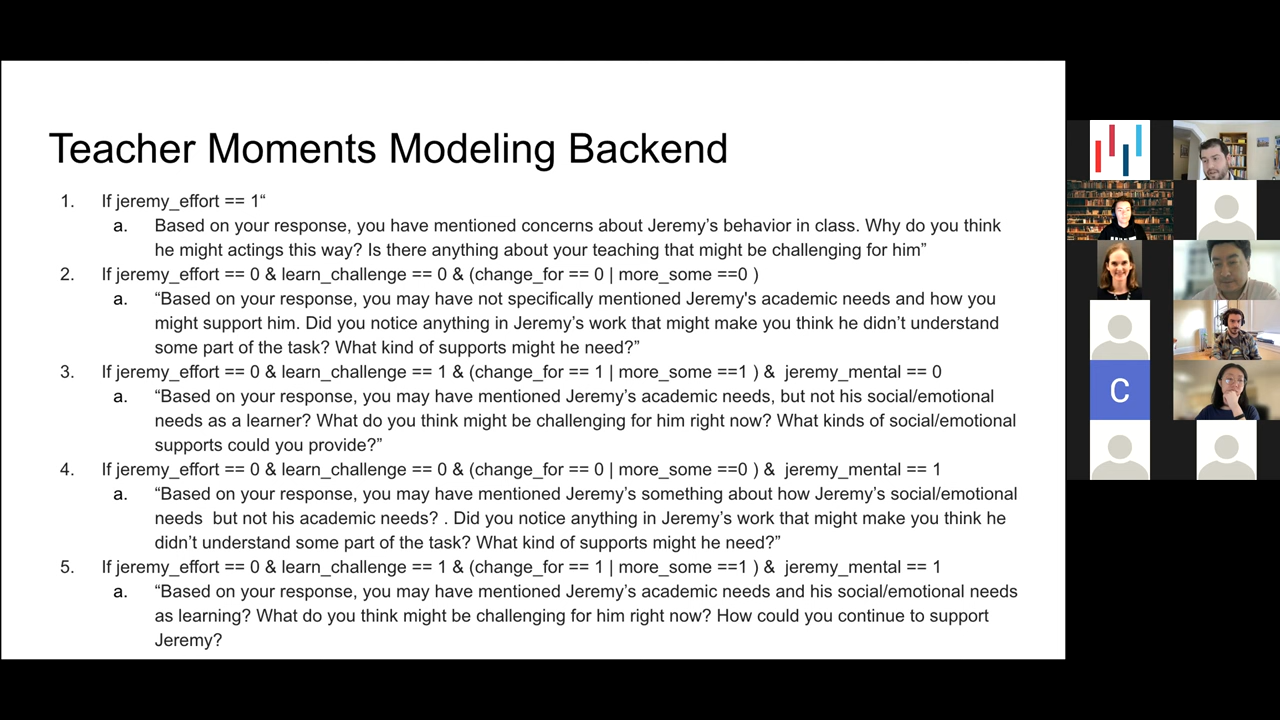 Teacher Moments Modeling Backend
1. If jeremy_effort == 1“
a. Based on your response, you have mentioned concerns about Jeremy’s behavior in class. Why do you think
he might actings this way? Is there anything about your teaching that might be challenging for him”
2. If jeremy_effort == 0 & learn_challenge == 0 & (change_for == 0 | more_some ==0 )
a. “Based on your response, you may have not specifically mentioned Jeremy's academic needs and how you
might support him. Did you notice anything in Jeremy’s work that might make you think he didn’t understand
some part of the task? What kind of supports might he need?”
3. If jeremy_effort == 0 & learn_challenge == 1 & (change_for == 1 | more_some ==1 ) & jeremy_mental == 0
a. “Based on your response, you may have mentioned Jeremy’s academic needs, but not his social/emotional
needs as a learner? What do you think might be challenging for him right now? What kinds of social/emotional
supports could you provide?”
4. If jeremy_effort == 0 & learn_challenge == 0 & (change_for == 0 | more_some ==0 ) & jeremy_mental == 1
a. “Based on your response, you may have mentioned Jeremy’s something about how Jeremy’s social/emotional
needs but not his academic needs? . Did you notice anything in Jeremy’s work that might make you think he
didn’t understand some part of the task? What kind of supports might he need?”
5. If jeremy_effort == 0 & learn_challenge == 1 & (change_for == 1 | more_some ==1 ) & jeremy_mental == 1
a. “Based on your response, you may have mentioned Jeremy’s academic needs and his social/emotional needs
as learning? What do you think might be challenging for him right now? How could you continue to support
Jeremy?
C